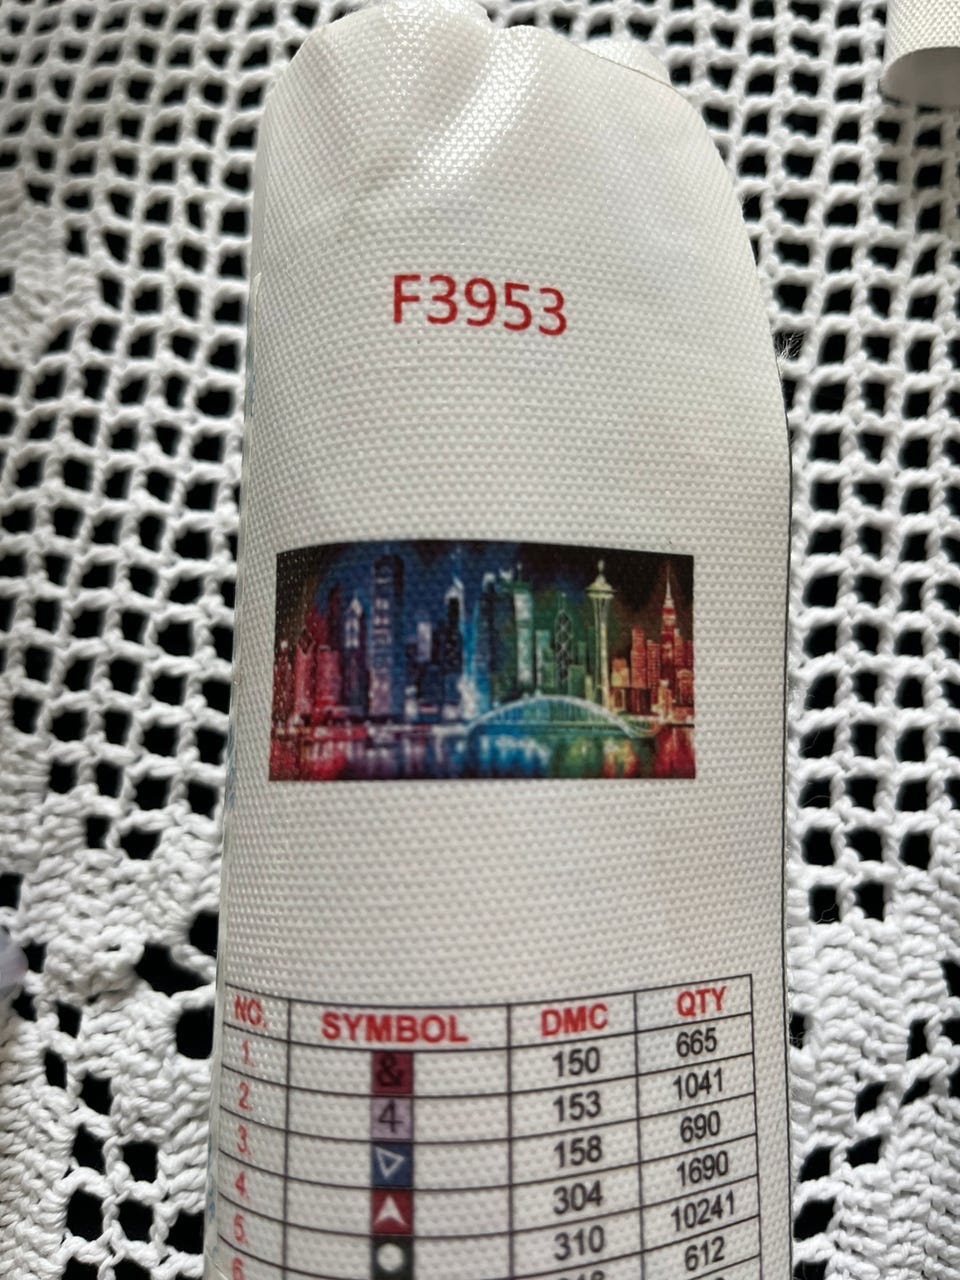 F3953
NO. SYMBOL DMC QTY
1. & 150 665
2. 4 153 1041
3. 158 690
4. 304 1690
5. 310 10241
6. 612